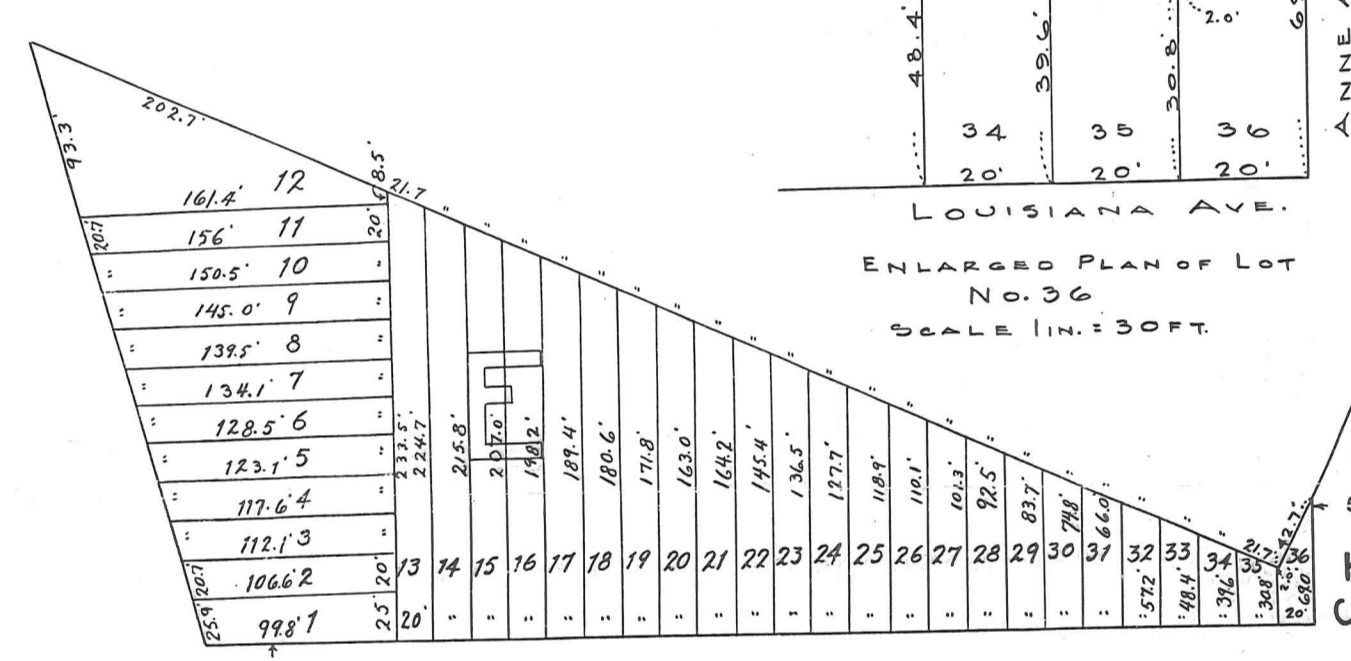 48.4'
39.6'
30.8'
2.0'
34 35 36
20' 20' 20'
LOUISIANA AVE.
ANNE
ENLARGED PLAN OF LOT
No. 36
SCALE 1 IN. = 30 FT.
202.7'
93.3'
8.5'
21.7
161.4' 12
20.7 156' 11 20'
" 150.5' 10 "
" 145.0' 9 "
" 139.5' 8 "
" 134.1' 7 "
" 128.5' 6 "
" 123.1' 5 "
" 117.6' 4 "
" 112.1' 3 "
20.7 106.6' 2 20'
25.9' 99.8' 1 25'
" " " " " " " " " " " " " " " " " " " "
233.5' 224.7' 215.8' 207.0' 198.2' 189.4' 180.6' 171.8' 163.0' 164.2' 145.4' 136.5' 127.7' 118.9' 110.1' 101.3' 92.5' 83.7' 74.8' 66.0'
21.7 42.7'
13 14 15 16 17 18 19 20 21 22 23 24 25 26 27 28 29 30 31 32 33 34 35 36
57.2' 48.4' 39.6' 30.8' 2.0' 69.0
20' " " " " " " " " " " " " " " " " " " " " " " 20'